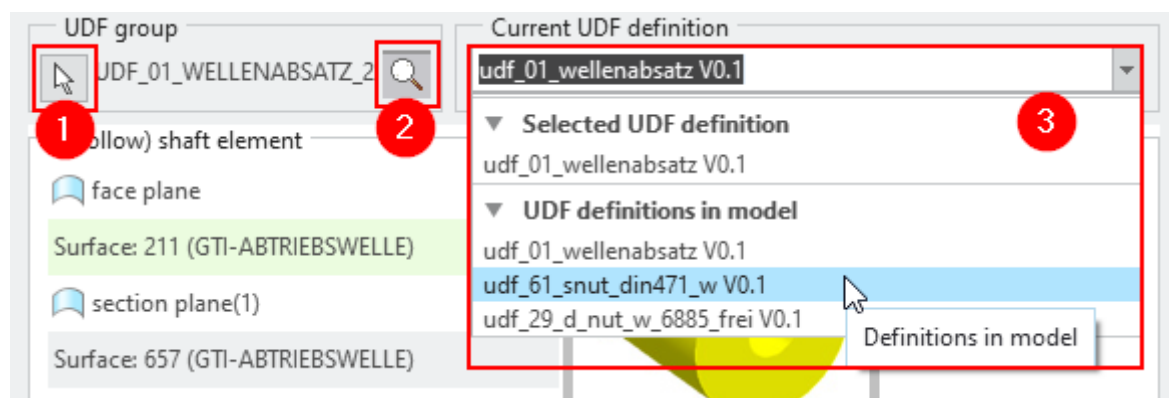 UDF group
Current UDF definition
UDF_01_WELLENABSATZ_2
udf_01_wellenabsatz V0.1
1
2
3
ollow) shaft element
▼ Selected UDF definition
udf_01_wellenabsatz V0.1
face plane
▼ UDF definitions in model
Surface: 211 (GTI-ABTRIEBSWELLE)
udf_01_wellenabsatz V0.1
udf_61_snut_din471_w V0.1
section plane(1)
udf_29_d_nut_w_6885_frei V0.1
Definitions in model
Surface: 657 (GTI-ABTRIEBSWELLE)